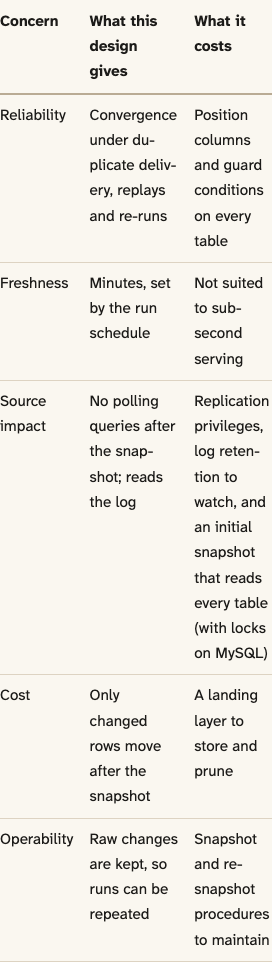 Concern What this What it
design costs
gives
Reliability Convergence Position
under du- columns
plicate deliv- and guard
ery, replays conditions
and re-runs on every
table
Freshness Minutes, set Not suited
by the run to sub-
schedule second
serving
Source No polling Replication
impact queries after privileges,
the snap- log reten-
shot; reads tion to
the log watch, and
an initial
snapshot
that reads
every table
(with locks
on MySQL)
Cost Only A landing
changed layer to
rows move store and
after the prune
snapshot
Operability Raw changes Snapshot
are kept, so and re-
runs can be snapshot
repeated procedures
to maintain